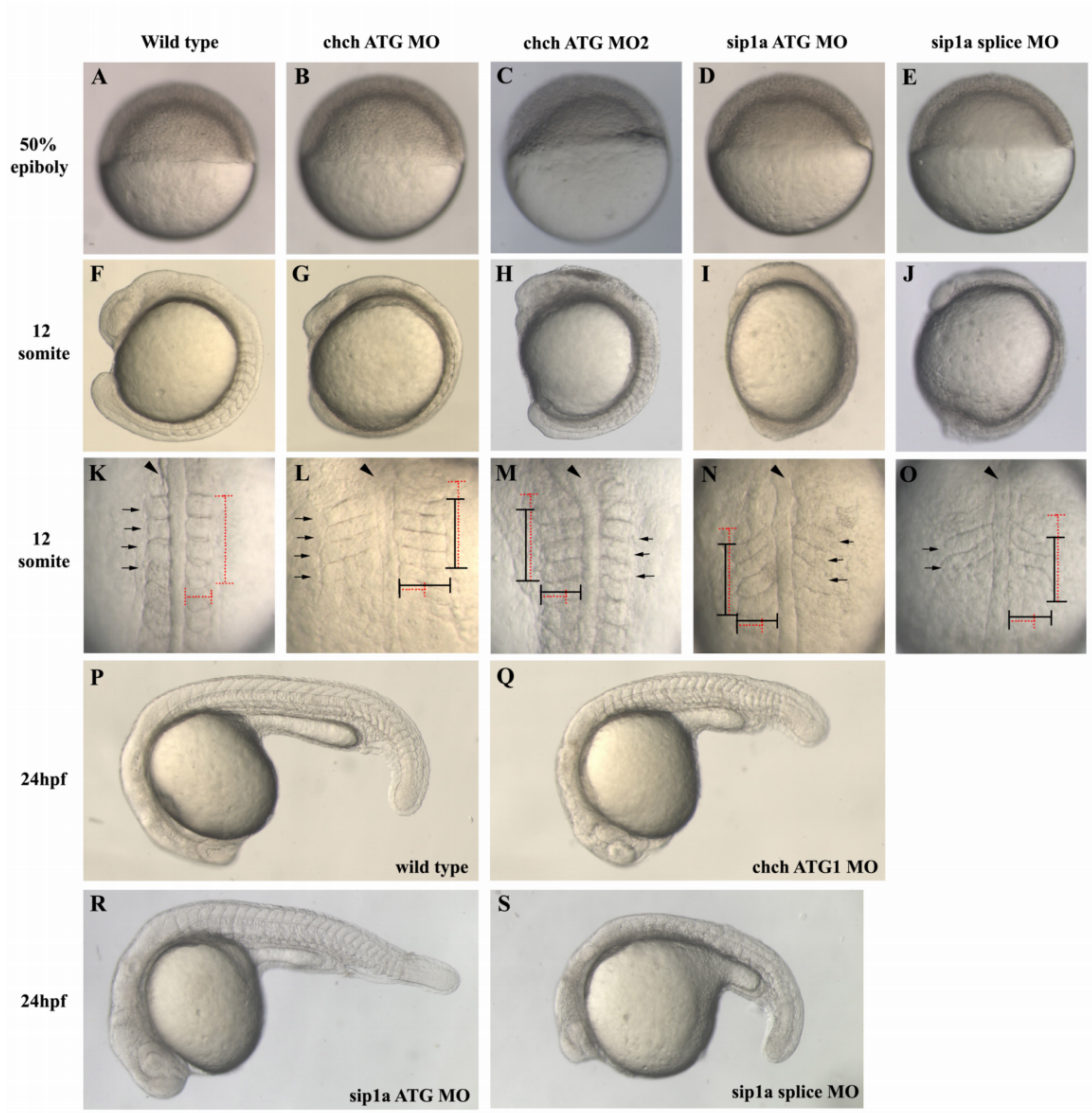 Wild type chch ATG MO chch ATG MO2 sip1a ATG MO sip1a splice MO
A B C D E
50%
epiboly
F G H I J
12
somite
K L M N O
12
somite
P Q
24hpf
wild type chch ATG1 MO
R S
24hpf
sip1a ATG MO sip1a splice MO